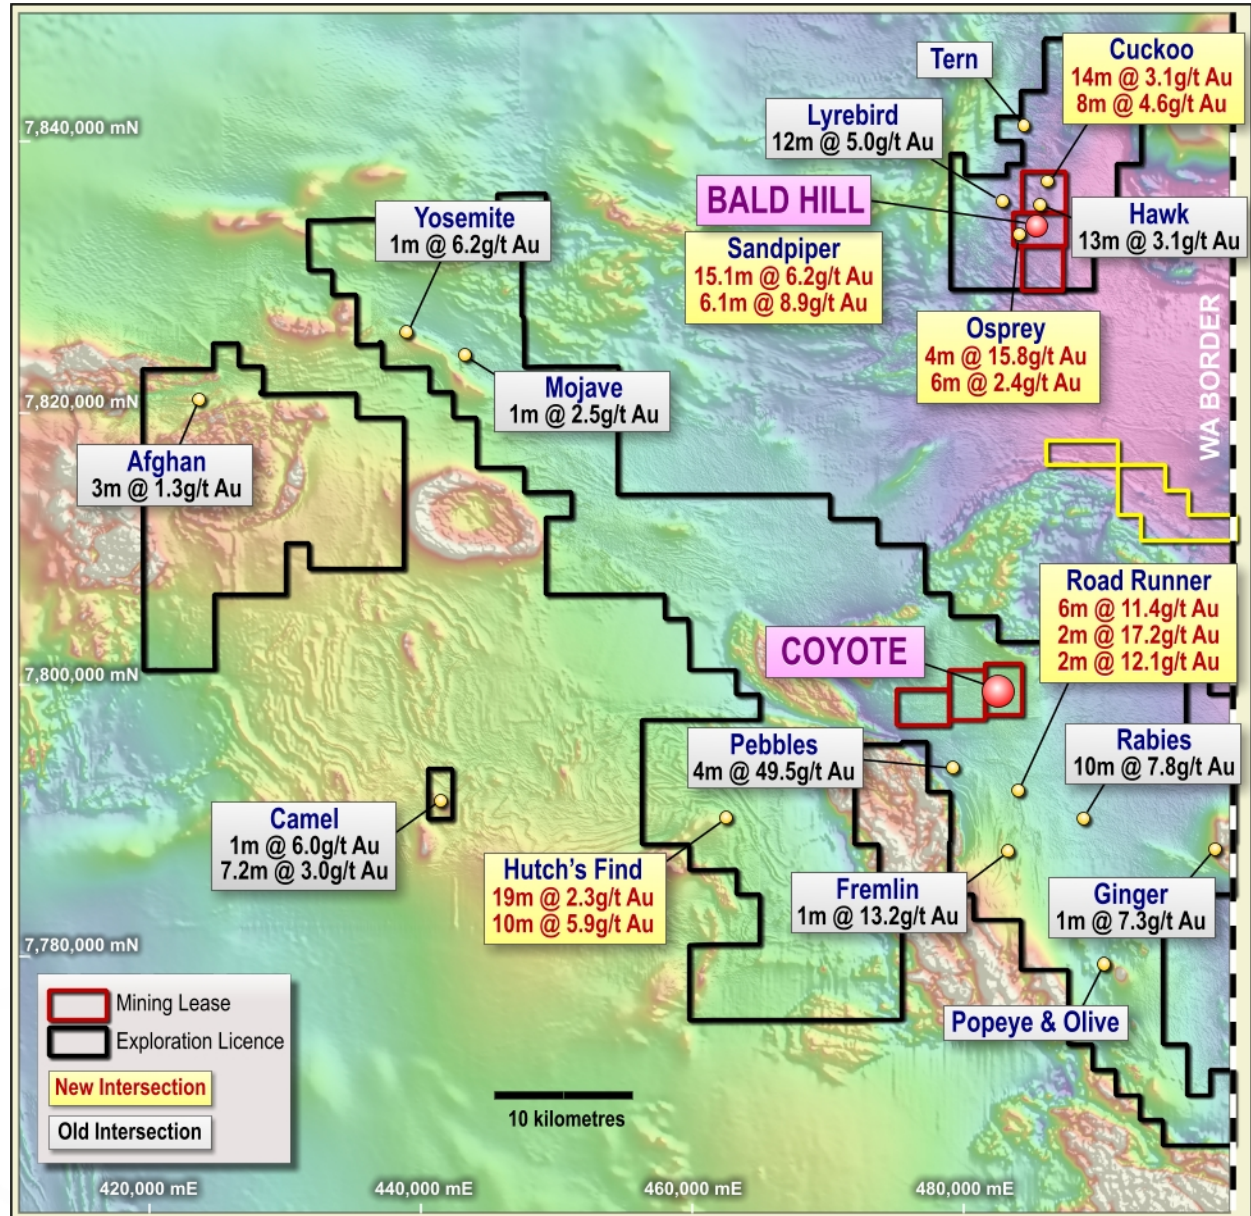 Tern
Cuckoo
14m @ 3.1g/t Au
8m @ 4.6g/t Au
Lyrebird
12m @ 5.0g/t Au
7,840,000 mN
BALD HILL
Hawk
13m @ 3.1g/t Au
Yosemite
1m @ 6.2g/t Au
Sandpiper
15.1m @ 6.2g/t Au
6.1m @ 8.9g/t Au
Osprey
4m @ 15.8g/t Au
6m @ 2.4g/t Au
WA BORDER
Mojave
1m @ 2.5g/t Au
7,820,000 mN
Afghan
3m @ 1.3g/t Au
Road Runner
6m @ 11.4g/t Au
2m @ 17.2g/t Au
2m @ 12.1g/t Au
COYOTE
7,800,000 mN
Pebbles
4m @ 49.5g/t Au
Rabies
10m @ 7.8g/t Au
Camel
1m @ 6.0g/t Au
7.2m @ 3.0g/t Au
Hutch's Find
19m @ 2.3g/t Au
10m @ 5.9g/t Au
Fremlin
1m @ 13.2g/t Au
Ginger
1m @ 7.3g/t Au
7,780,000 mN
Popeye & Olive
Mining Lease
Exploration Licence
New Intersection
Old Intersection
10 kilometres
420,000 mE
440,000 mE
460,000 mE
480,000 mE